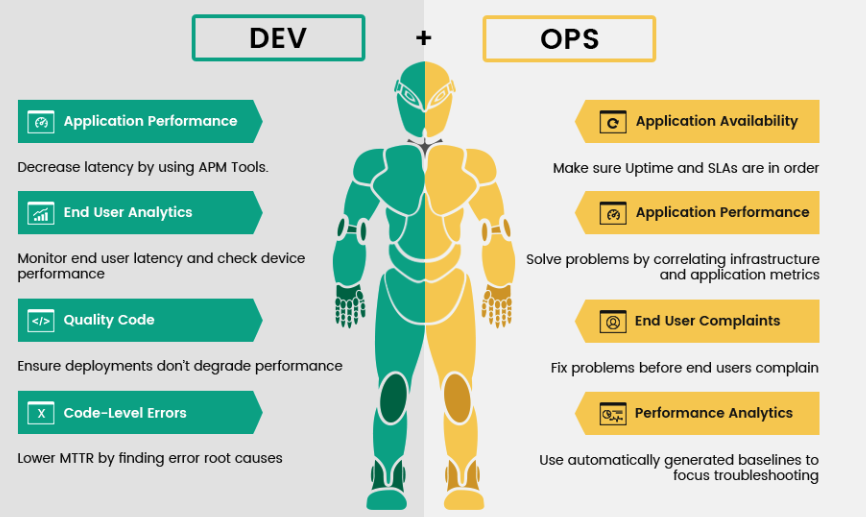 DEV
+
OPS
Application Performance
Decrease latency by using APM Tools.
End User Analytics
Monitor end user latency and check device
performance
</>
Quality Code
Ensure deployments don't degrade performance
X
Code-Level Errors
Lower MTTR by finding error root causes
Application Availability
Make sure Uptime and SLAs are in order
Application Performance
Solve problems by correlating infrastructure
and application metrics
End User Complaints
Fix problems before end users complain
Performance Analytics
Use automatically generated baselines to
focus troubleshooting